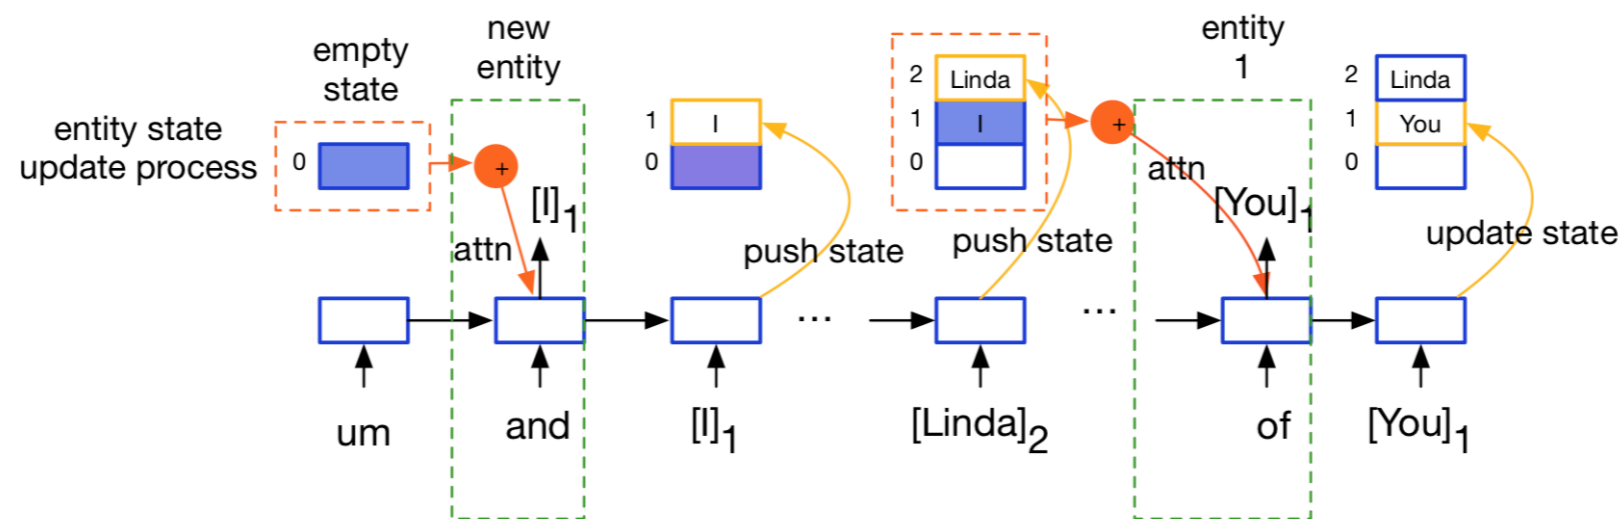 empty
state
new
entity
entity
1
entity state
update process
0
+
attn
[I]1
1
I
0
push state
2
Linda
1
I
0
push state
+
attn
[You]1
2
Linda
1
You
0
update state
...
...
um
and
[I]1
[Linda]2
of
[You]1